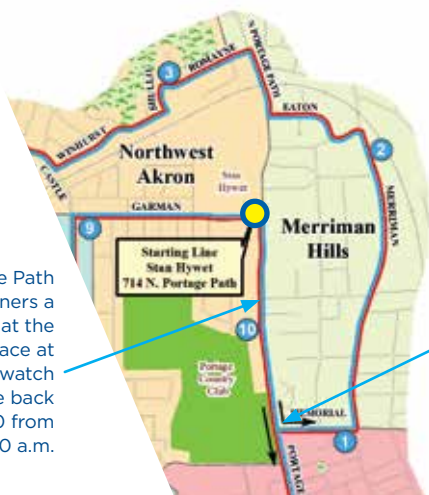 N PORTAGE PATH
ROMAYNE
3
SHULLU
EATON
2
WINHURST
Northwest
Akron
Stan
Hywet
MERRIMAN
CASTLE
GARMAN
Merriman
Hills
9
Starting Line
Stan Hywet
714 N. Portage Path
e Path
ners a
at the
ace at
watch
e back
0 from
0 a.m.
10
Portage
Country
Club
MEMORIAL
1
PORTAGE